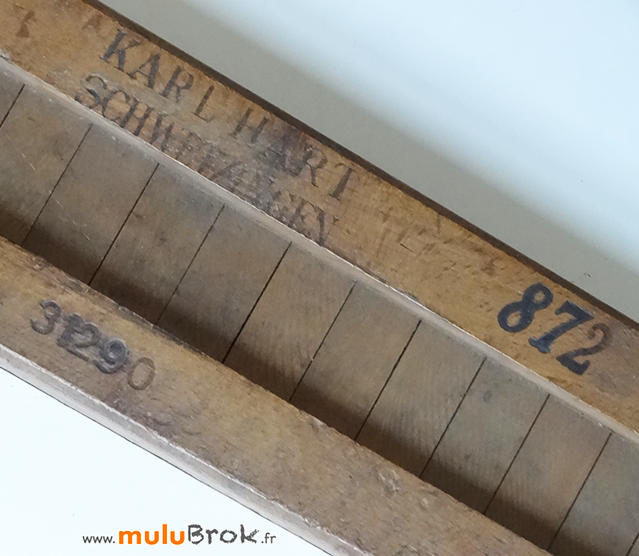 KARL HART
SCHWETZINGEN
872
31290
www.muluBrok.fr